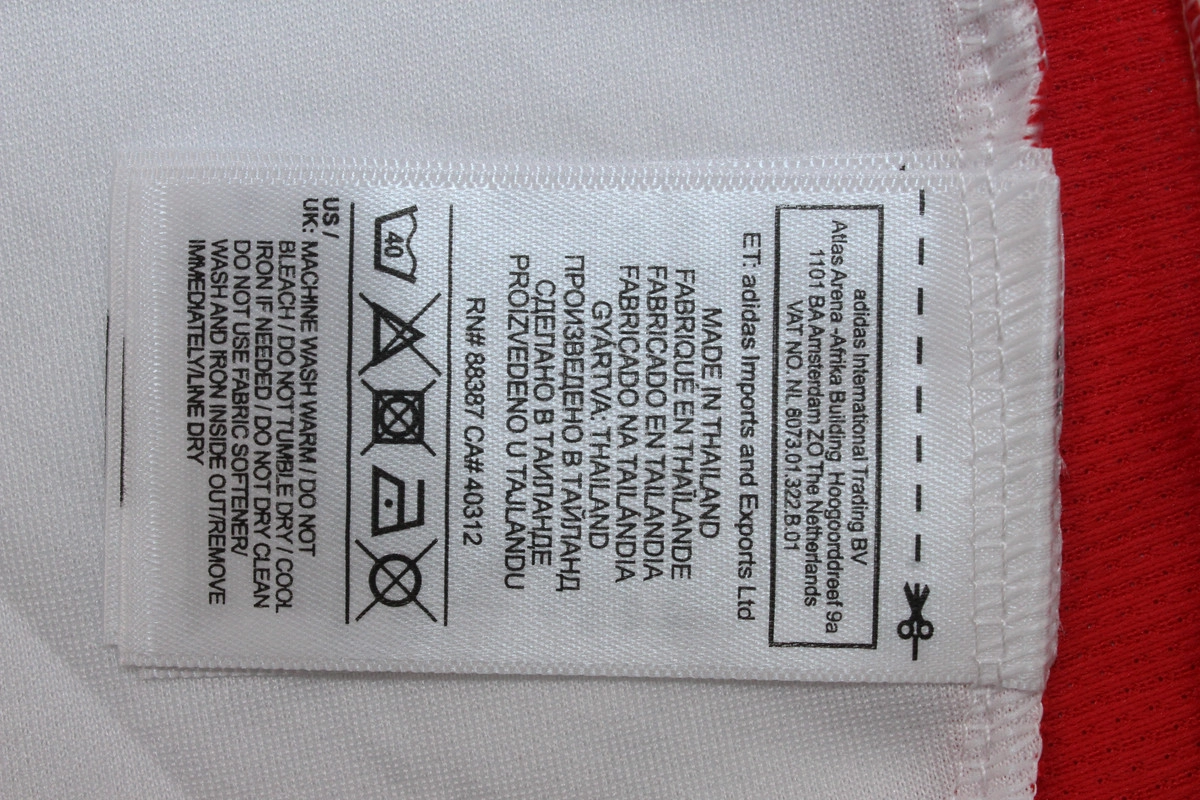 adidas International Trading BV
Atlas Arena -Afrika Building Hoogoorddreef 9a
1101 BA Amsterdam ZO The Netherlands
VAT NO. NL 8073.01.322.B.01
ET: adidas Imports and Exports Ltd
MADE IN THAILAND
FABRIQUÉ EN THAÏLANDE
FABRICADO EN TAILANDIA
FABRICADO NA TAILÂNDIA
GYÁRTVA: THAILAND
ПРОИЗВЕДЕНО В ТАЙЛАНД
СДЕЛАНО В ТАИЛАНДЕ
PROIZVEDENO U TAJLANDU
RN# 88387 CA# 40312
40
US /
UK: MACHINE WASH WARM / DO NOT
BLEACH / DO NOT TUMBLE DRY / COOL
IRON IF NEEDED / DO NOT DRY CLEAN
DO NOT USE FABRIC SOFTENER/
WASH AND IRON INSIDE OUT/REMOVE
IMMEDIATELY/LINE DRY